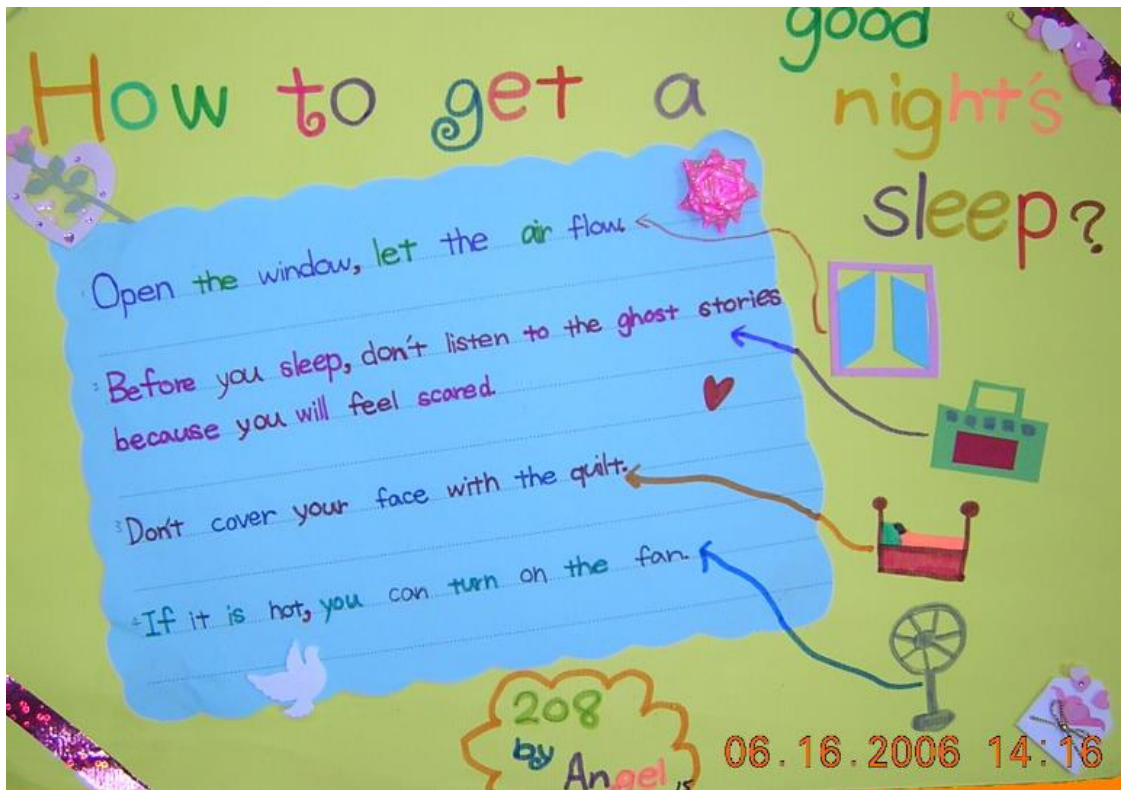 How to get a good
night's
sleep?
Open the window, let the air flow.
Before you sleep, don't listen to the ghost stories
because you will feel scared.
3 Don't cover your face with the quilt.
If it is hot, you can turn on the fan.
208
by
Angel 15
06.16.2006 14:16